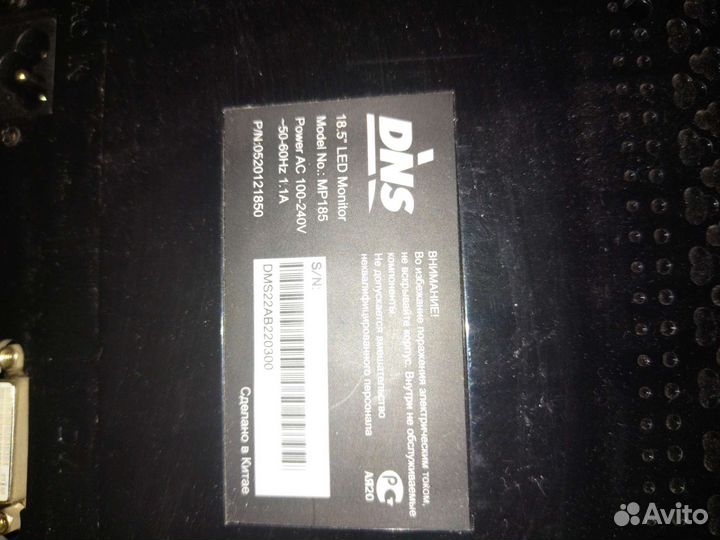 DNS
18.5" LED Monitor
Model No.: MP185
Power AC 100-240V
~50-60Hz 1.1A
P/N:0520121850
ВНИМАНИЕ!
Во избежание поражения электрическим током,
не вскрывайте корпус. Внутри не обслуживаемые
компоненты.
Не допускается вмешательство
неквалифицированного персонала
S/N:
DMS22AB220300
РС
АЯ20
Сделано в Китае
Avito